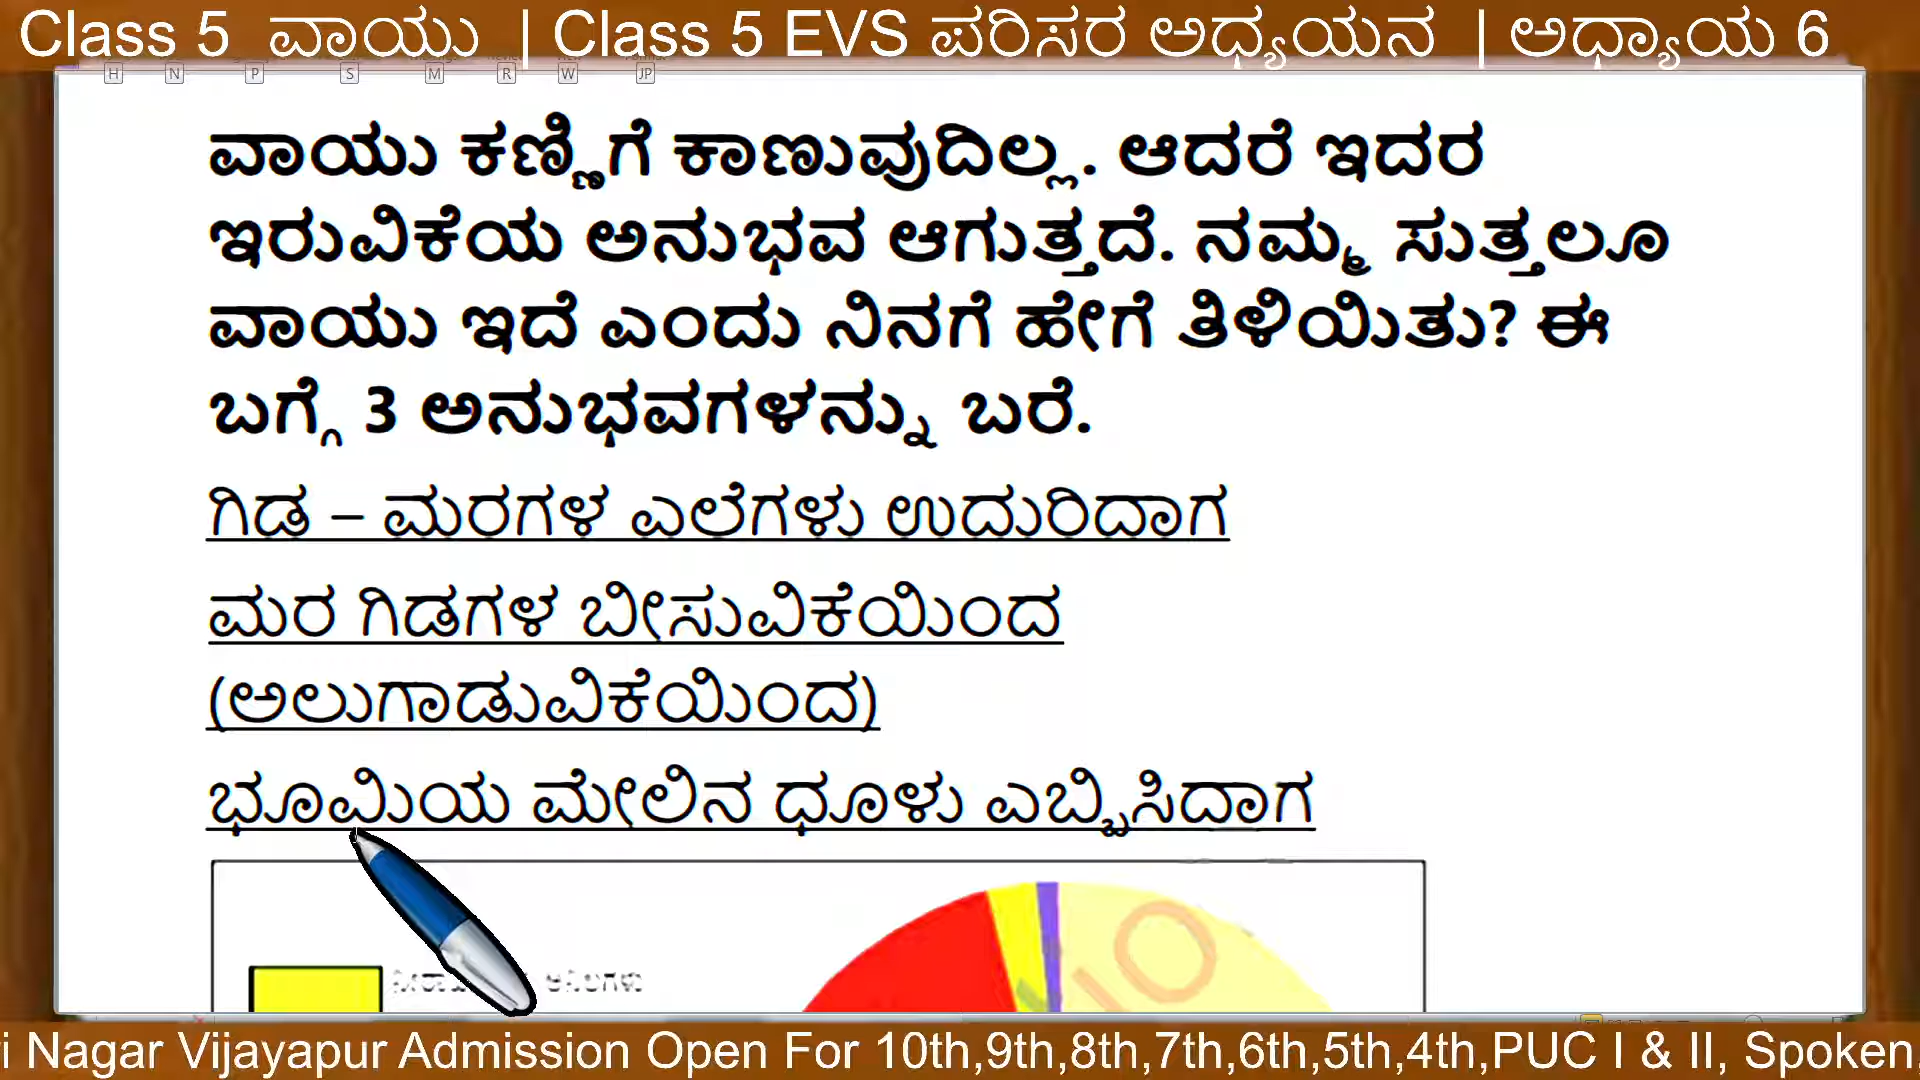 Class 5 ವಾಯು | Class 5 EVS ಪರಿಸರ ಅಧ್ಯಯನ | ಅಧ್ಯಾಯ 6
H N P S M R W JP
ವಾಯು ಕಣ್ಣಿಗೆ ಕಾಣುವುದಿಲ್ಲ. ಆದರೆ ಇದರ
ಇರುವಿಕೆಯ ಅನುಭವ ಆಗುತ್ತದೆ. ನಮ್ಮ ಸುತ್ತಲೂ
ವಾಯು ಇದೆ ಎಂದು ನಿನಗೆ ಹೇಗೆ ತಿಳಿಯಿತು? ಈ
ಬಗ್ಗೆ 3 ಅನುಭವಗಳನ್ನು ಬರೆ.
ಗಿಡ – ಮರಗಳ ಎಲೆಗಳು ಉದುರಿದಾಗ
ಮರ ಗಿಡಗಳ ಬೀಸುವಿಕೆಯಿಂದ
(ಅಲುಗಾಡುವಿಕೆಯಿಂದ)
ಭೂಮಿಯ ಮೇಲಿನ ಧೂಳು ಎಬ್ಬಿಸಿದಾಗ
Nagar Vijayapur Admission Open For 10th,9th,8th,7th,6th,5th,4th,PUC I & II, Spoken